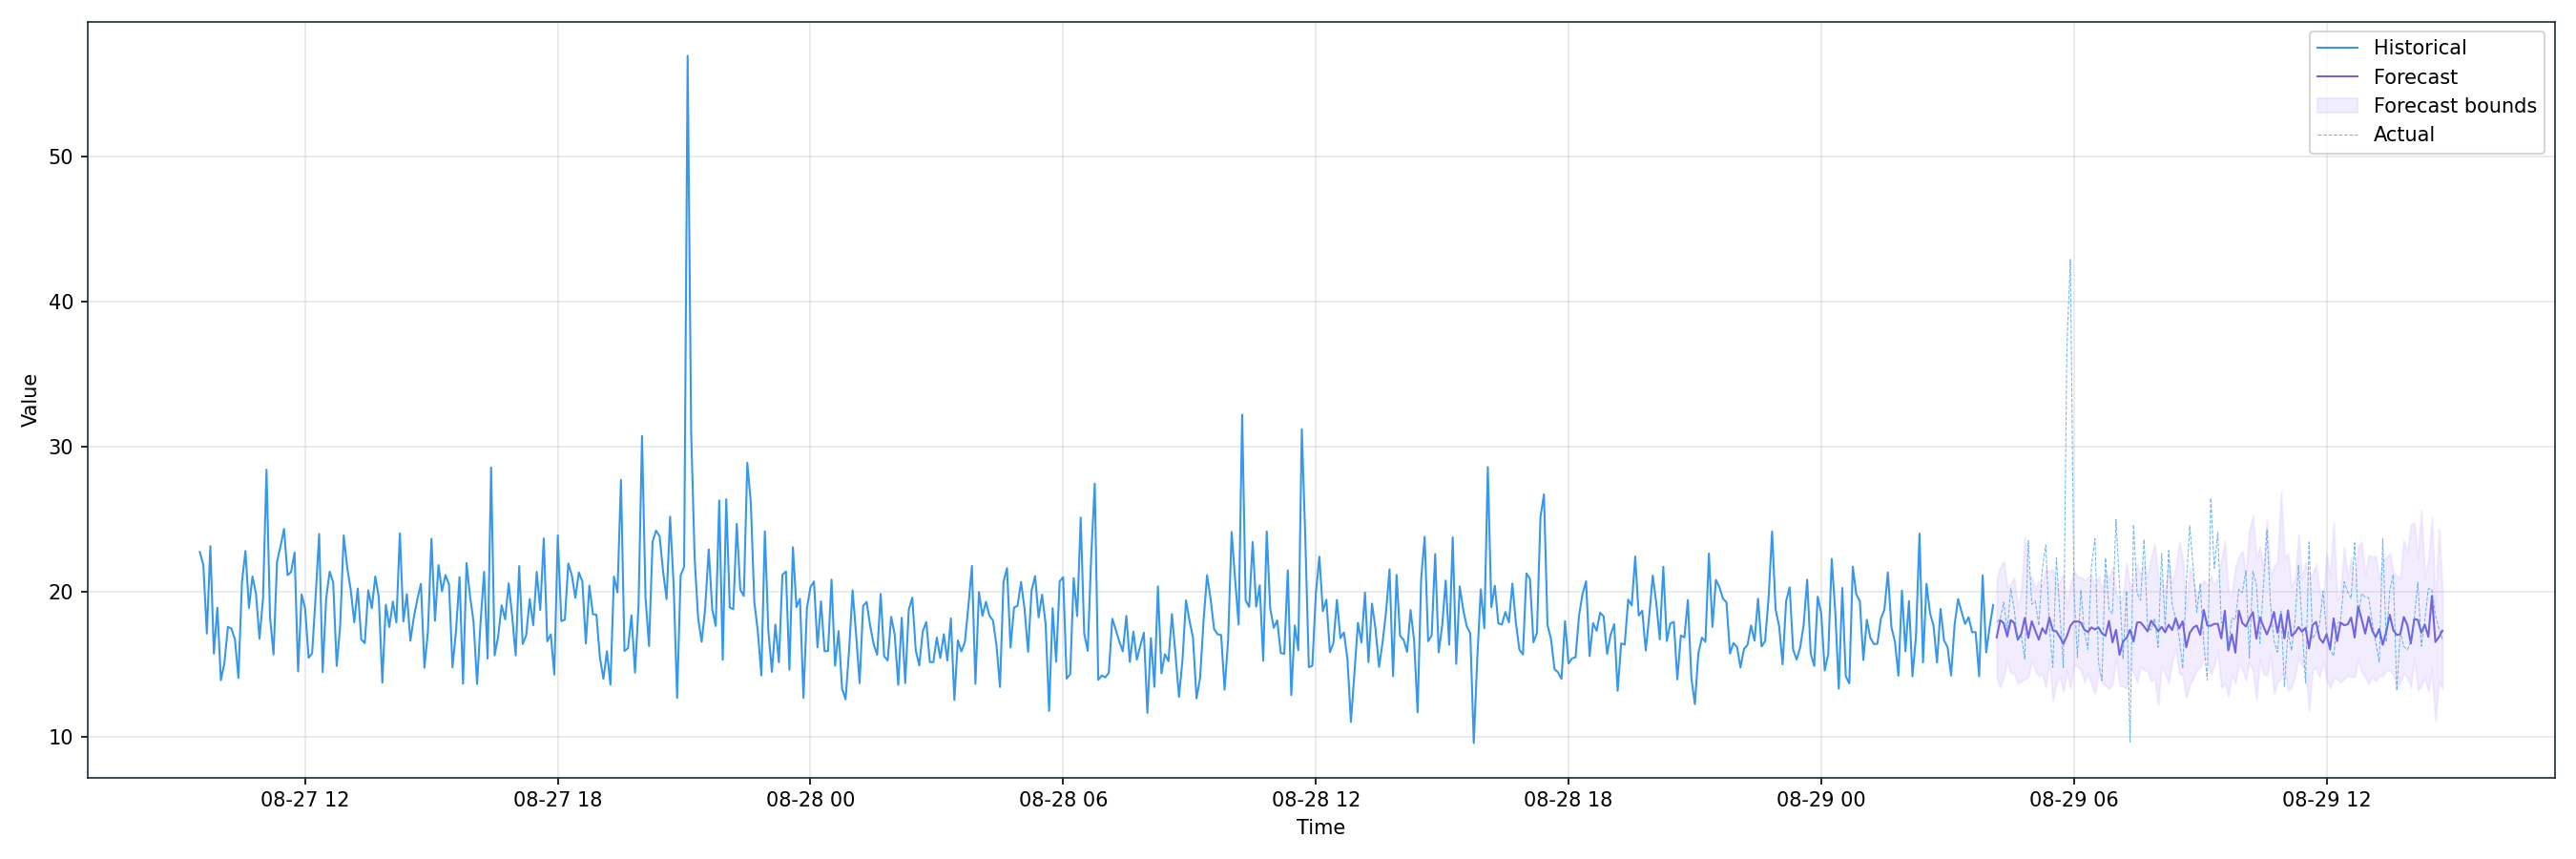 Historical
Forecast
Forecast bounds
Actual
Value
50
40
30
20
10
08-27 12
08-27 18
08-28 00
08-28 06
08-28 12
08-28 18
08-29 00
08-29 06
08-29 12
Time